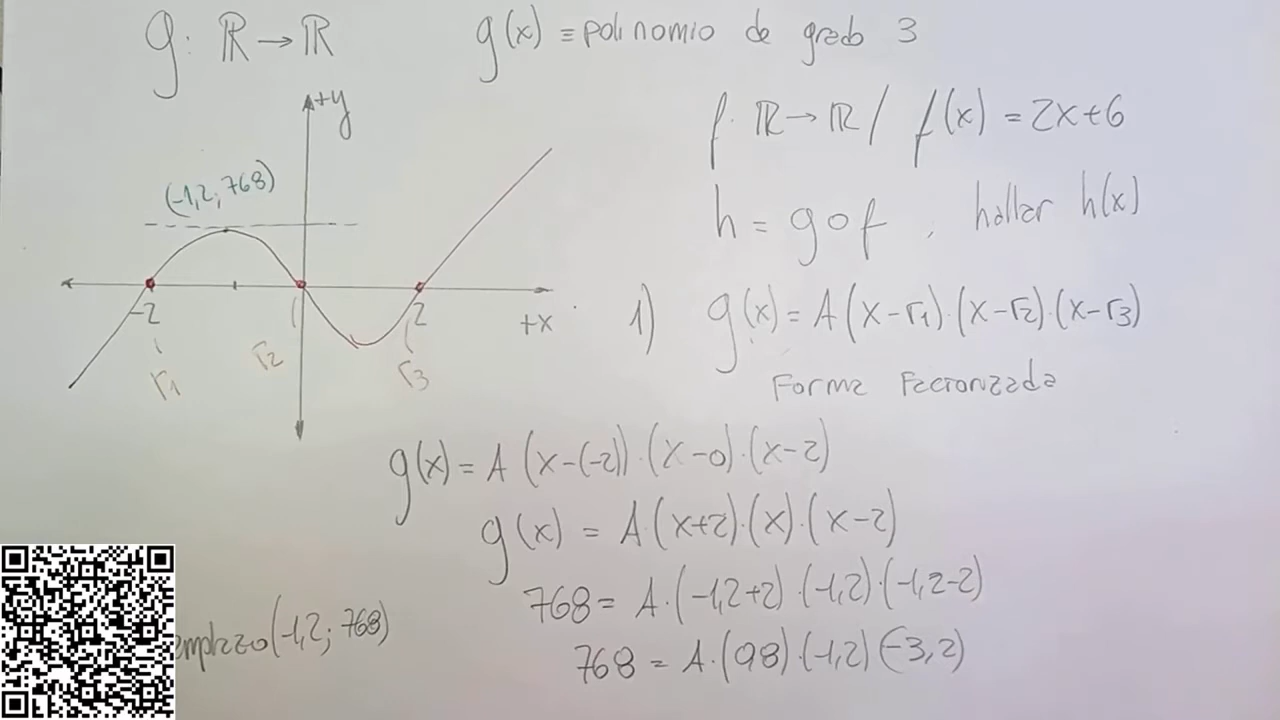 g: ℝ → ℝ
g(x) = polinomio de grado 3
+y
f: ℝ → ℝ / f(x) = 2x+6
(-1,2; 768)
h = g o f , hallar h(x)
-2
2
+x
r1
r2
r3
1) g(x) = A (x-r1)·(x-r2)·(x-r3)
Forma Factorizada
g(x) = A (x-(-2))·(x-0)·(x-2)
g(x) = A·(x+2)·(x)·(x-2)
768 = A·(-1,2+2)·(-1,2)·(-1,2-2)
emplazo (-1,2; 768)
768 = A·(0,8)·(-1,2)(-3,2)